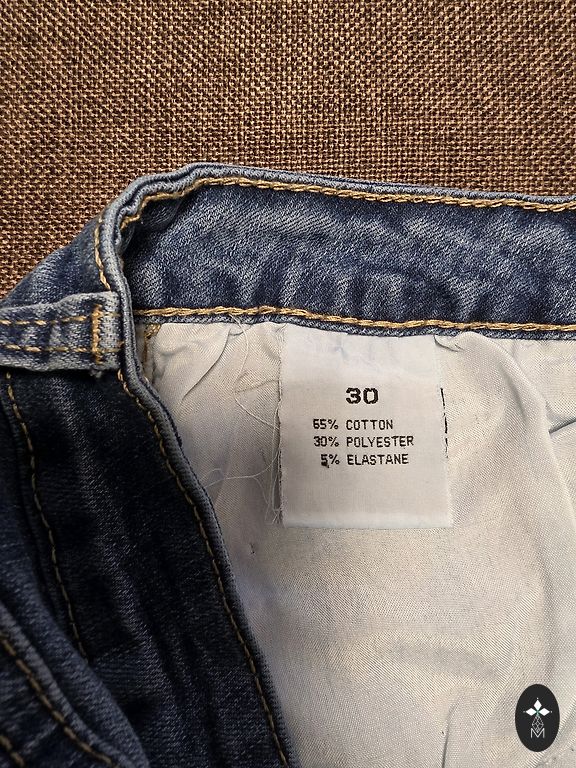 30
65% COTTON
30% POLYESTER
5% ELASTANE
M